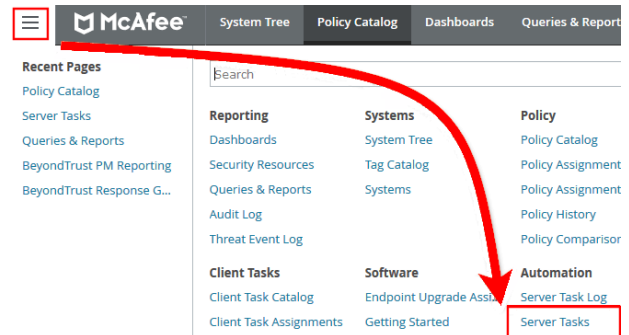 McAfee
System Tree
Policy Catalog
Dashboards
Queries & Report
Recent Pages
Policy Catalog
Server Tasks
Queries & Reports
BeyondTrust PM Reporting
BeyondTrust Response G...
Search
Reporting
Dashboards
Security Resources
Queries & Reports
Audit Log
Threat Event Log
Systems
System Tree
Tag Catalog
Systems
Policy
Policy Catalog
Policy Assignment
Policy Assignment
Policy History
Policy Comparison
Client Tasks
Client Task Catalog
Client Task Assignments
Software
Endpoint Upgrade Assi...
Getting Started
Automation
Server Task Log
Server Tasks